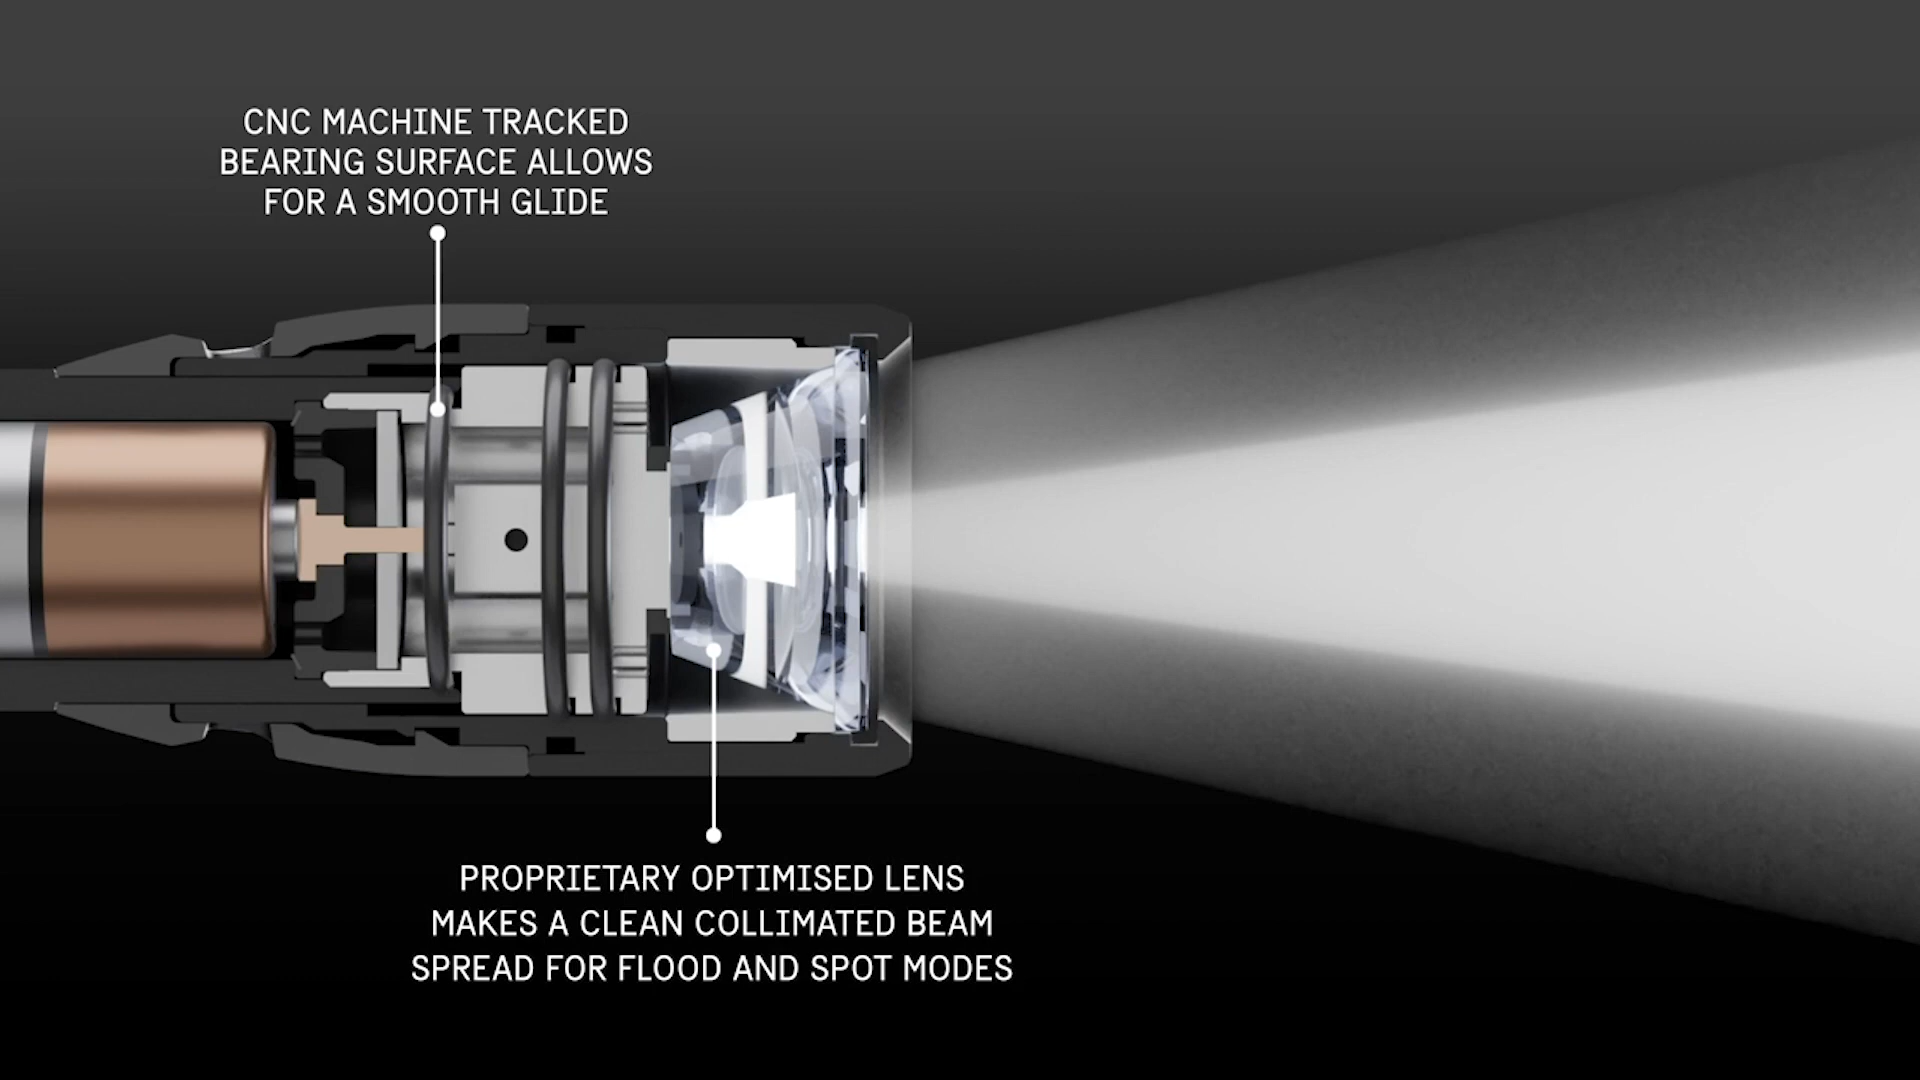 CNC MACHINE TRACKED
BEARING SURFACE ALLOWS
FOR A SMOOTH GLIDE
PROPRIETARY OPTIMISED LENS
MAKES A CLEAN COLLIMATED BEAM
SPREAD FOR FLOOD AND SPOT MODES